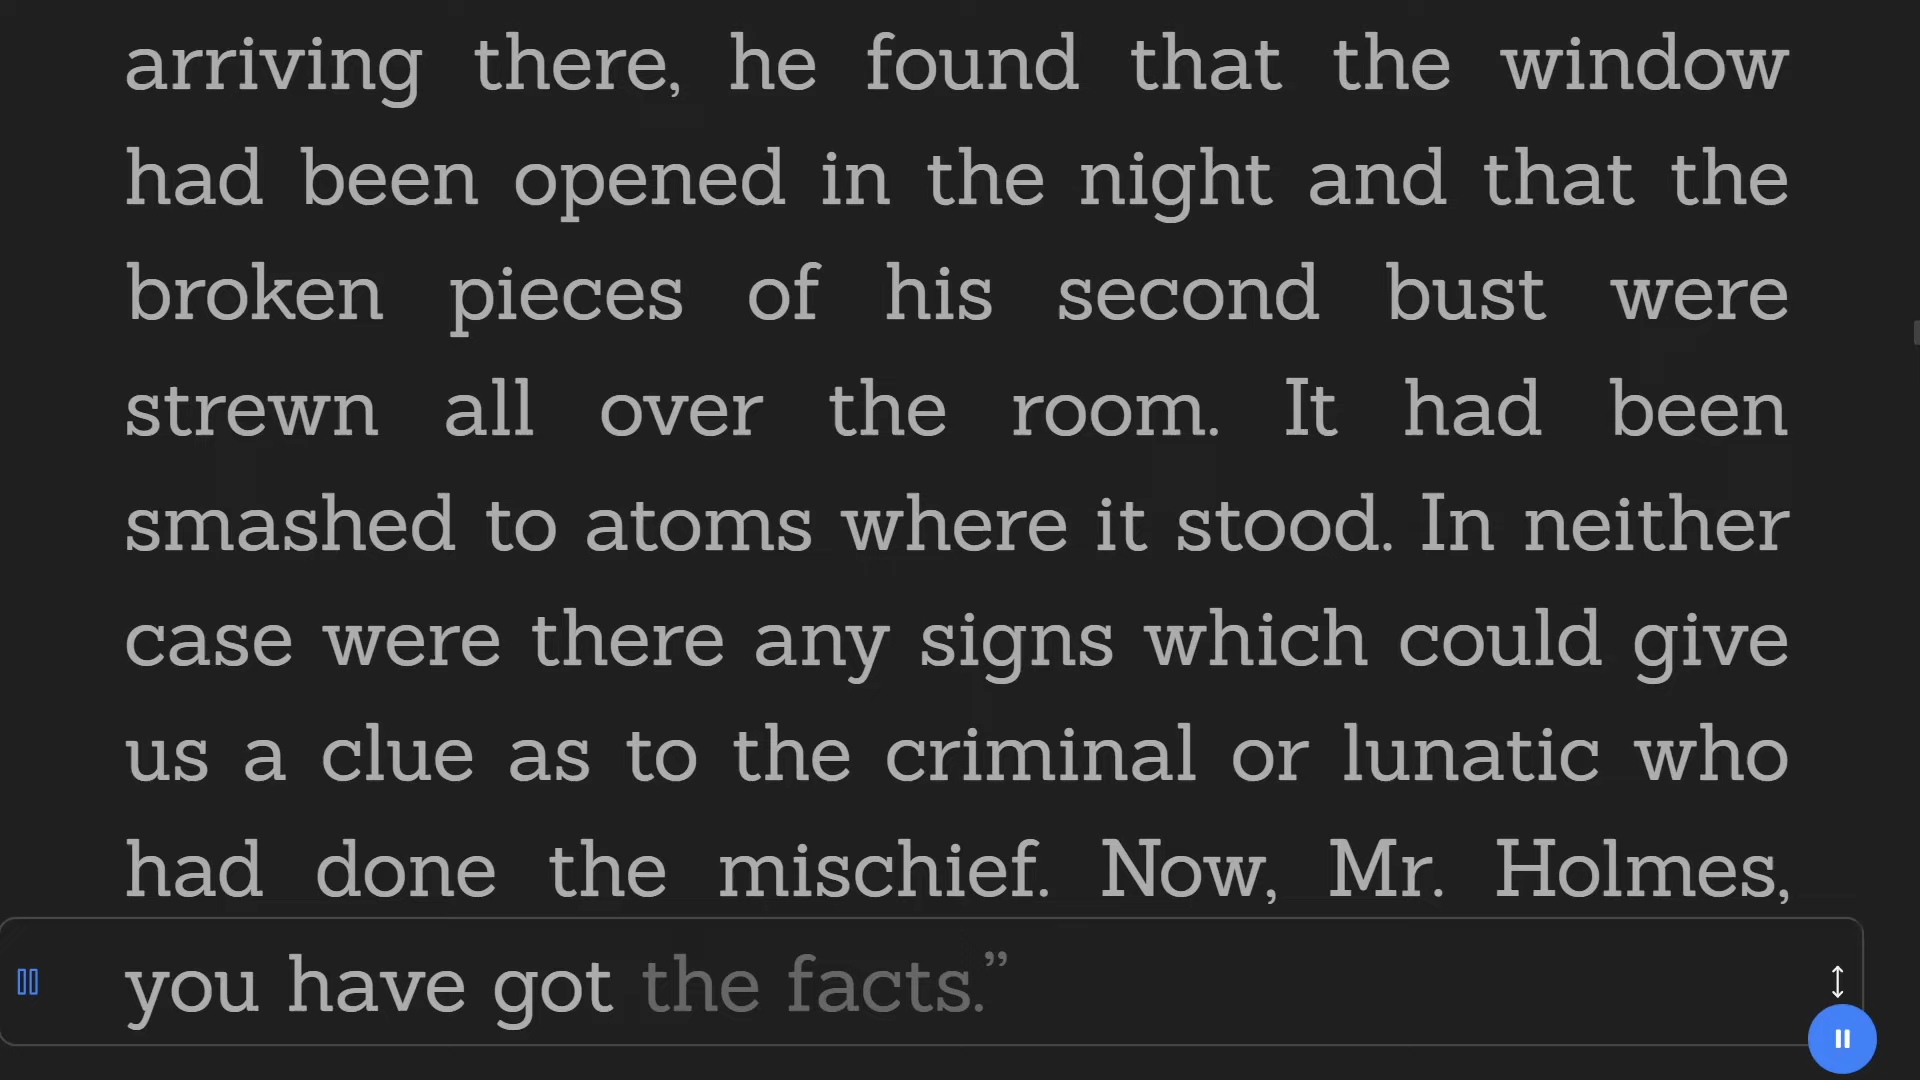 arriving there, he found that the window
had been opened in the night and that the
broken pieces of his second bust were
strewn all over the room. It had been
smashed to atoms where it stood. In neither
case were there any signs which could give
us a clue as to the criminal or lunatic who
had done the mischief. Now, Mr. Holmes,
you have got the facts.”